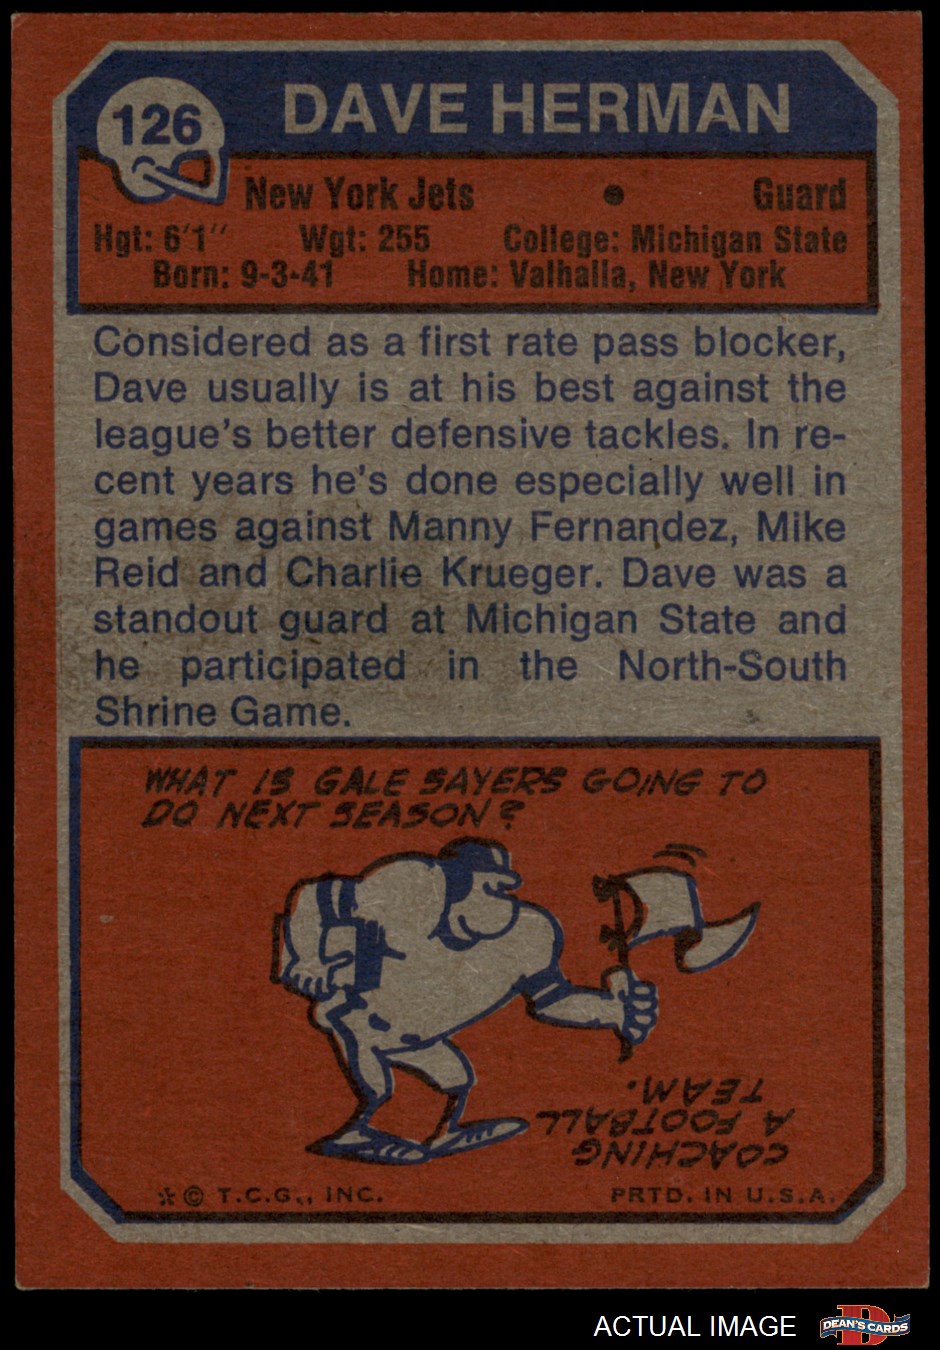 126
DAVE HERMAN
New York Jets • Guard
Hgt: 6'1" Wgt: 255 College: Michigan State
Born: 9-3-41 Home: Valhalla, New York
Considered as a first rate pass blocker,
Dave usually is at his best against the
league's better defensive tackles. In re-
cent years he's done especially well in
games against Manny Fernandez, Mike
Reid and Charlie Krueger. Dave was a
standout guard at Michigan State and
he participated in the North-South
Shrine Game.
WHAT IS GALE SAYERS GOING TO
DO NEXT SEASON?
COACHING
A FOOTBALL
TEAM.
* © T.C.G., INC. PRTD. IN U.S.A.
ACTUAL IMAGE
D
DEAN'S CARDS